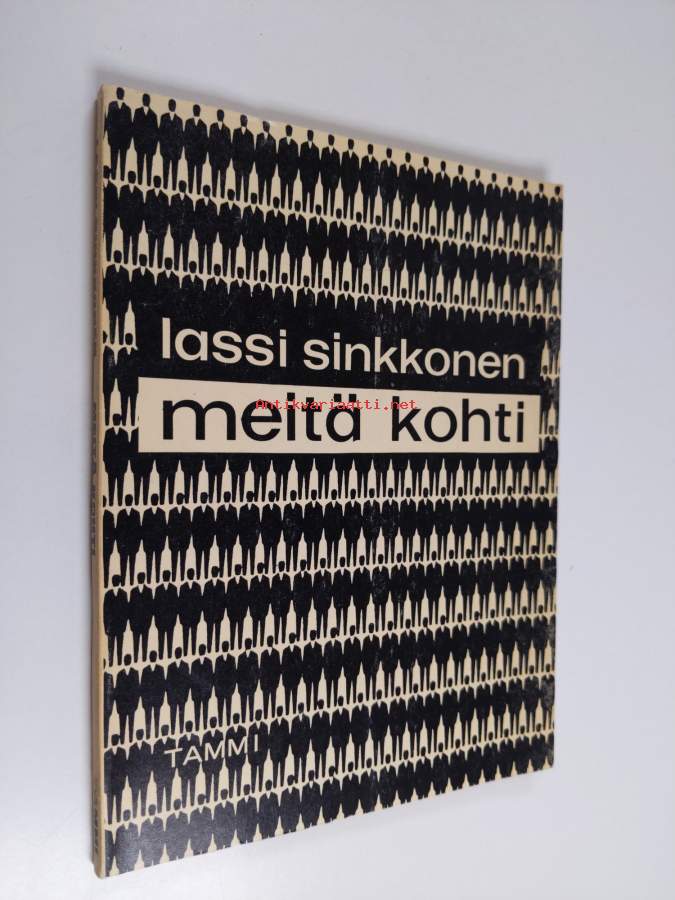 lassi sinkkonen
Antikvariaatti.net
meitä kohti
TAMMI